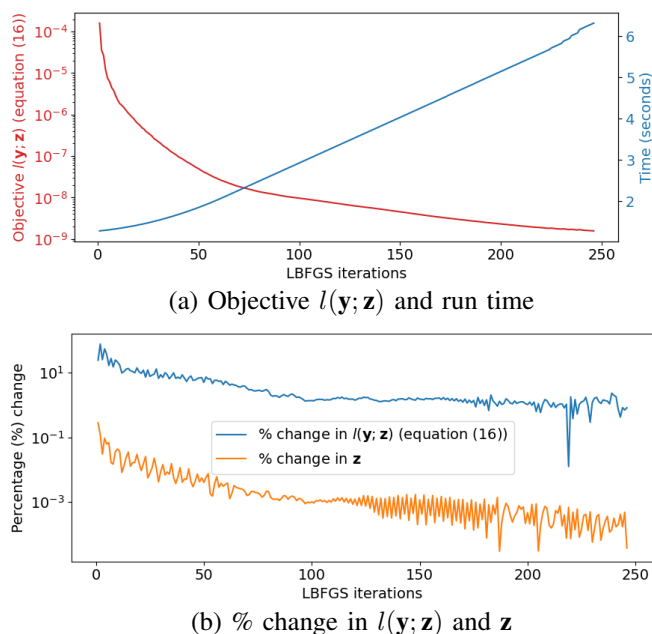 Objective l(y; z) (equation (16))
10⁻⁴
10⁻⁵
10⁻⁶
10⁻⁷
10⁻⁸
10⁻⁹
Time (seconds)
6
5
4
3
2
0 50 100 150 200 250
LBFGS iterations
(a) Objective l(y; z) and run time
Percentage (%) change
10¹
10⁻¹
10⁻³
% change in l(y; z) (equation (16))
% change in z
0 50 100 150 200 250
LBFGS iterations
(b) % change in l(y; z) and z